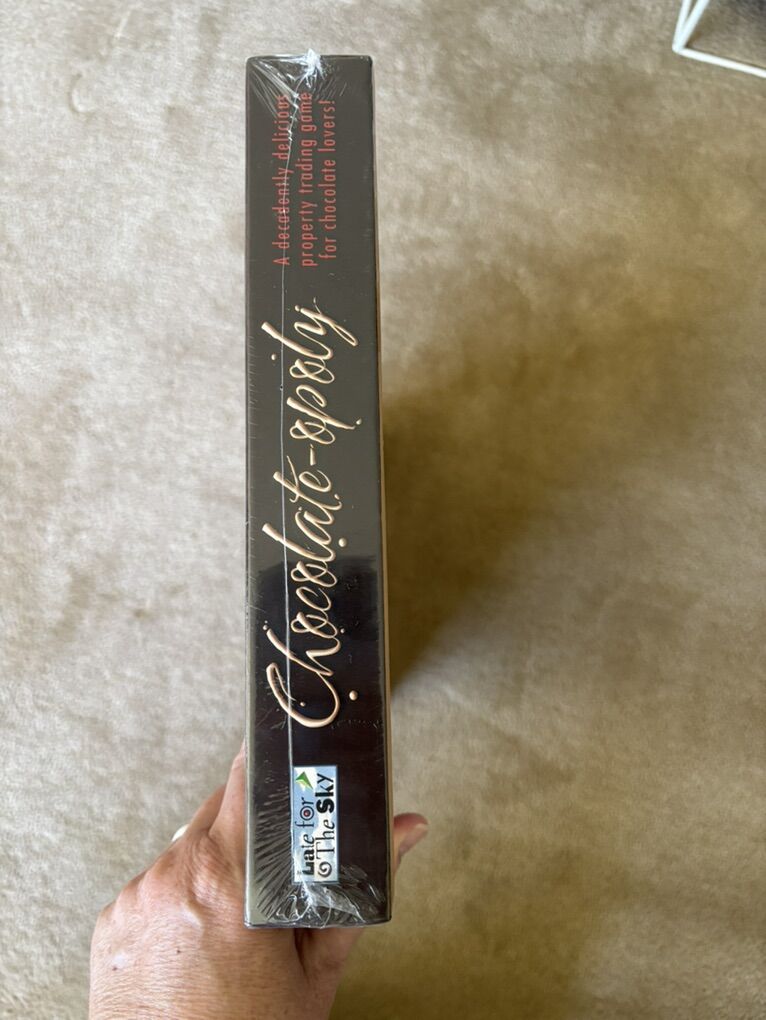 A decadently delicious
property trading game
for chocolate lovers!
Chocolate-opoly
Late for
The Sky